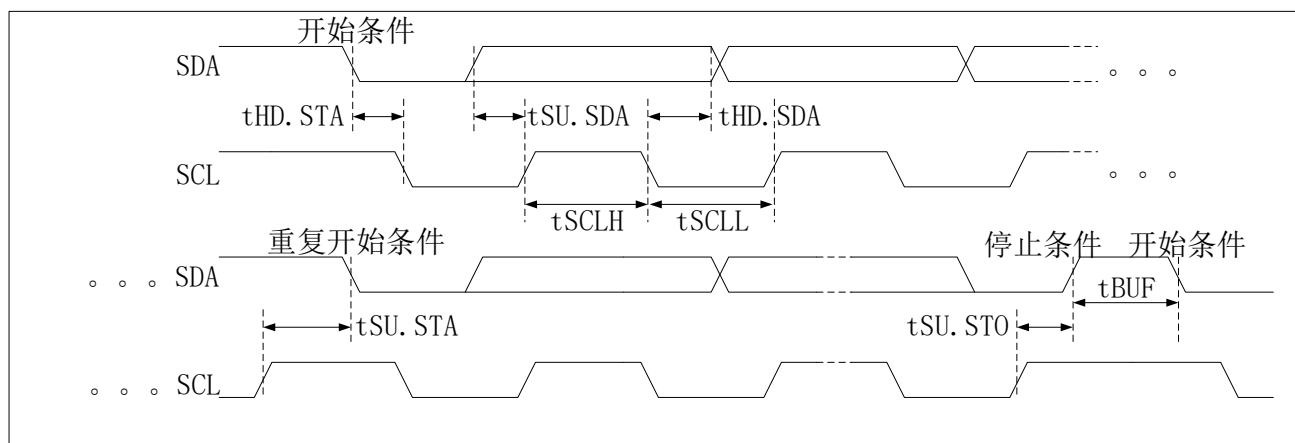 开始条件
SDA
。。。
tHD.STA
tSU.SDA
tHD.SDA
SCL
。。。
tSCLH
tSCLL
重复开始条件
停止条件
开始条件
。。。SDA
tBUF
tSU.STA
tSU.STO
。。。SCL